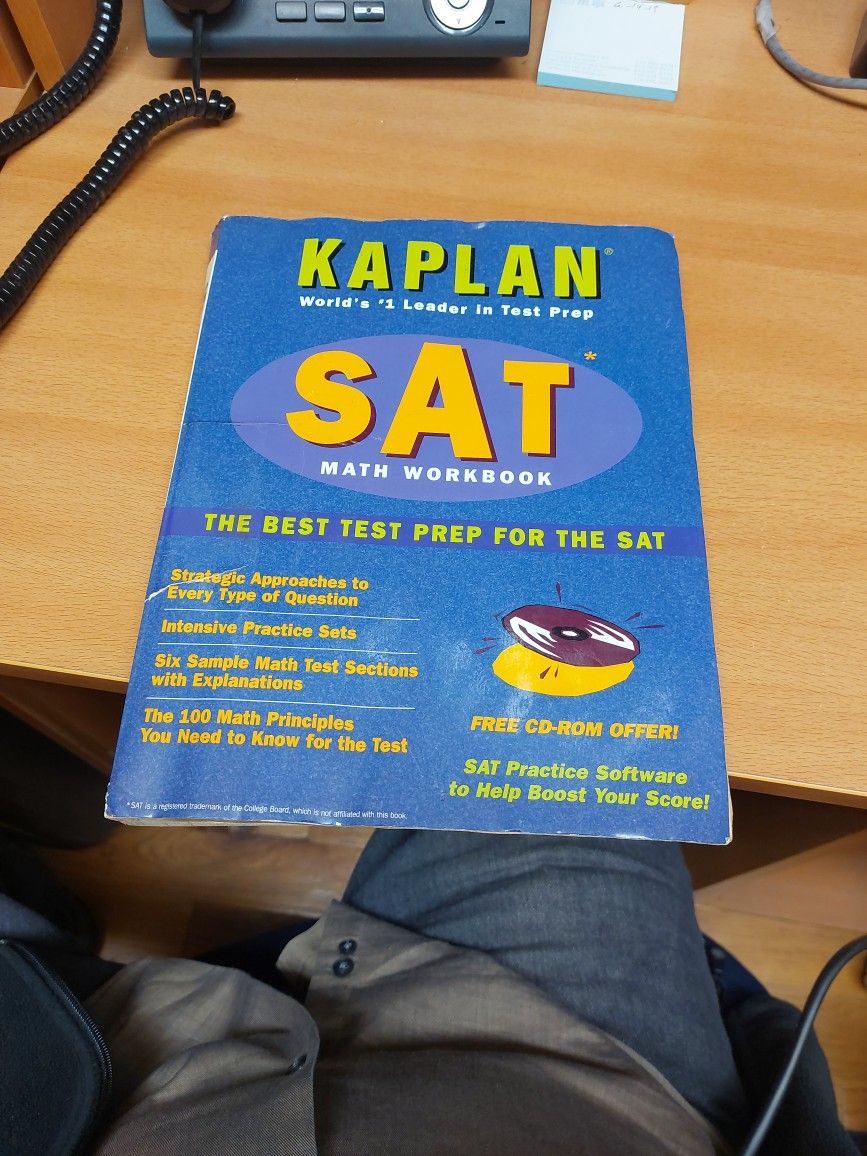 6-14-19
KAPLAN®
World's #1 Leader in Test Prep
SAT*
MATH WORKBOOK
THE BEST TEST PREP FOR THE SAT
Strategic Approaches to
Every Type of Question
Intensive Practice Sets
Six Sample Math Test Sections
with Explanations
The 100 Math Principles
You Need to Know for the Test
FREE CD-ROM OFFER!
SAT Practice Software
to Help Boost Your Score!
*SAT is a registered trademark of the College Board, which is not affiliated with this book.